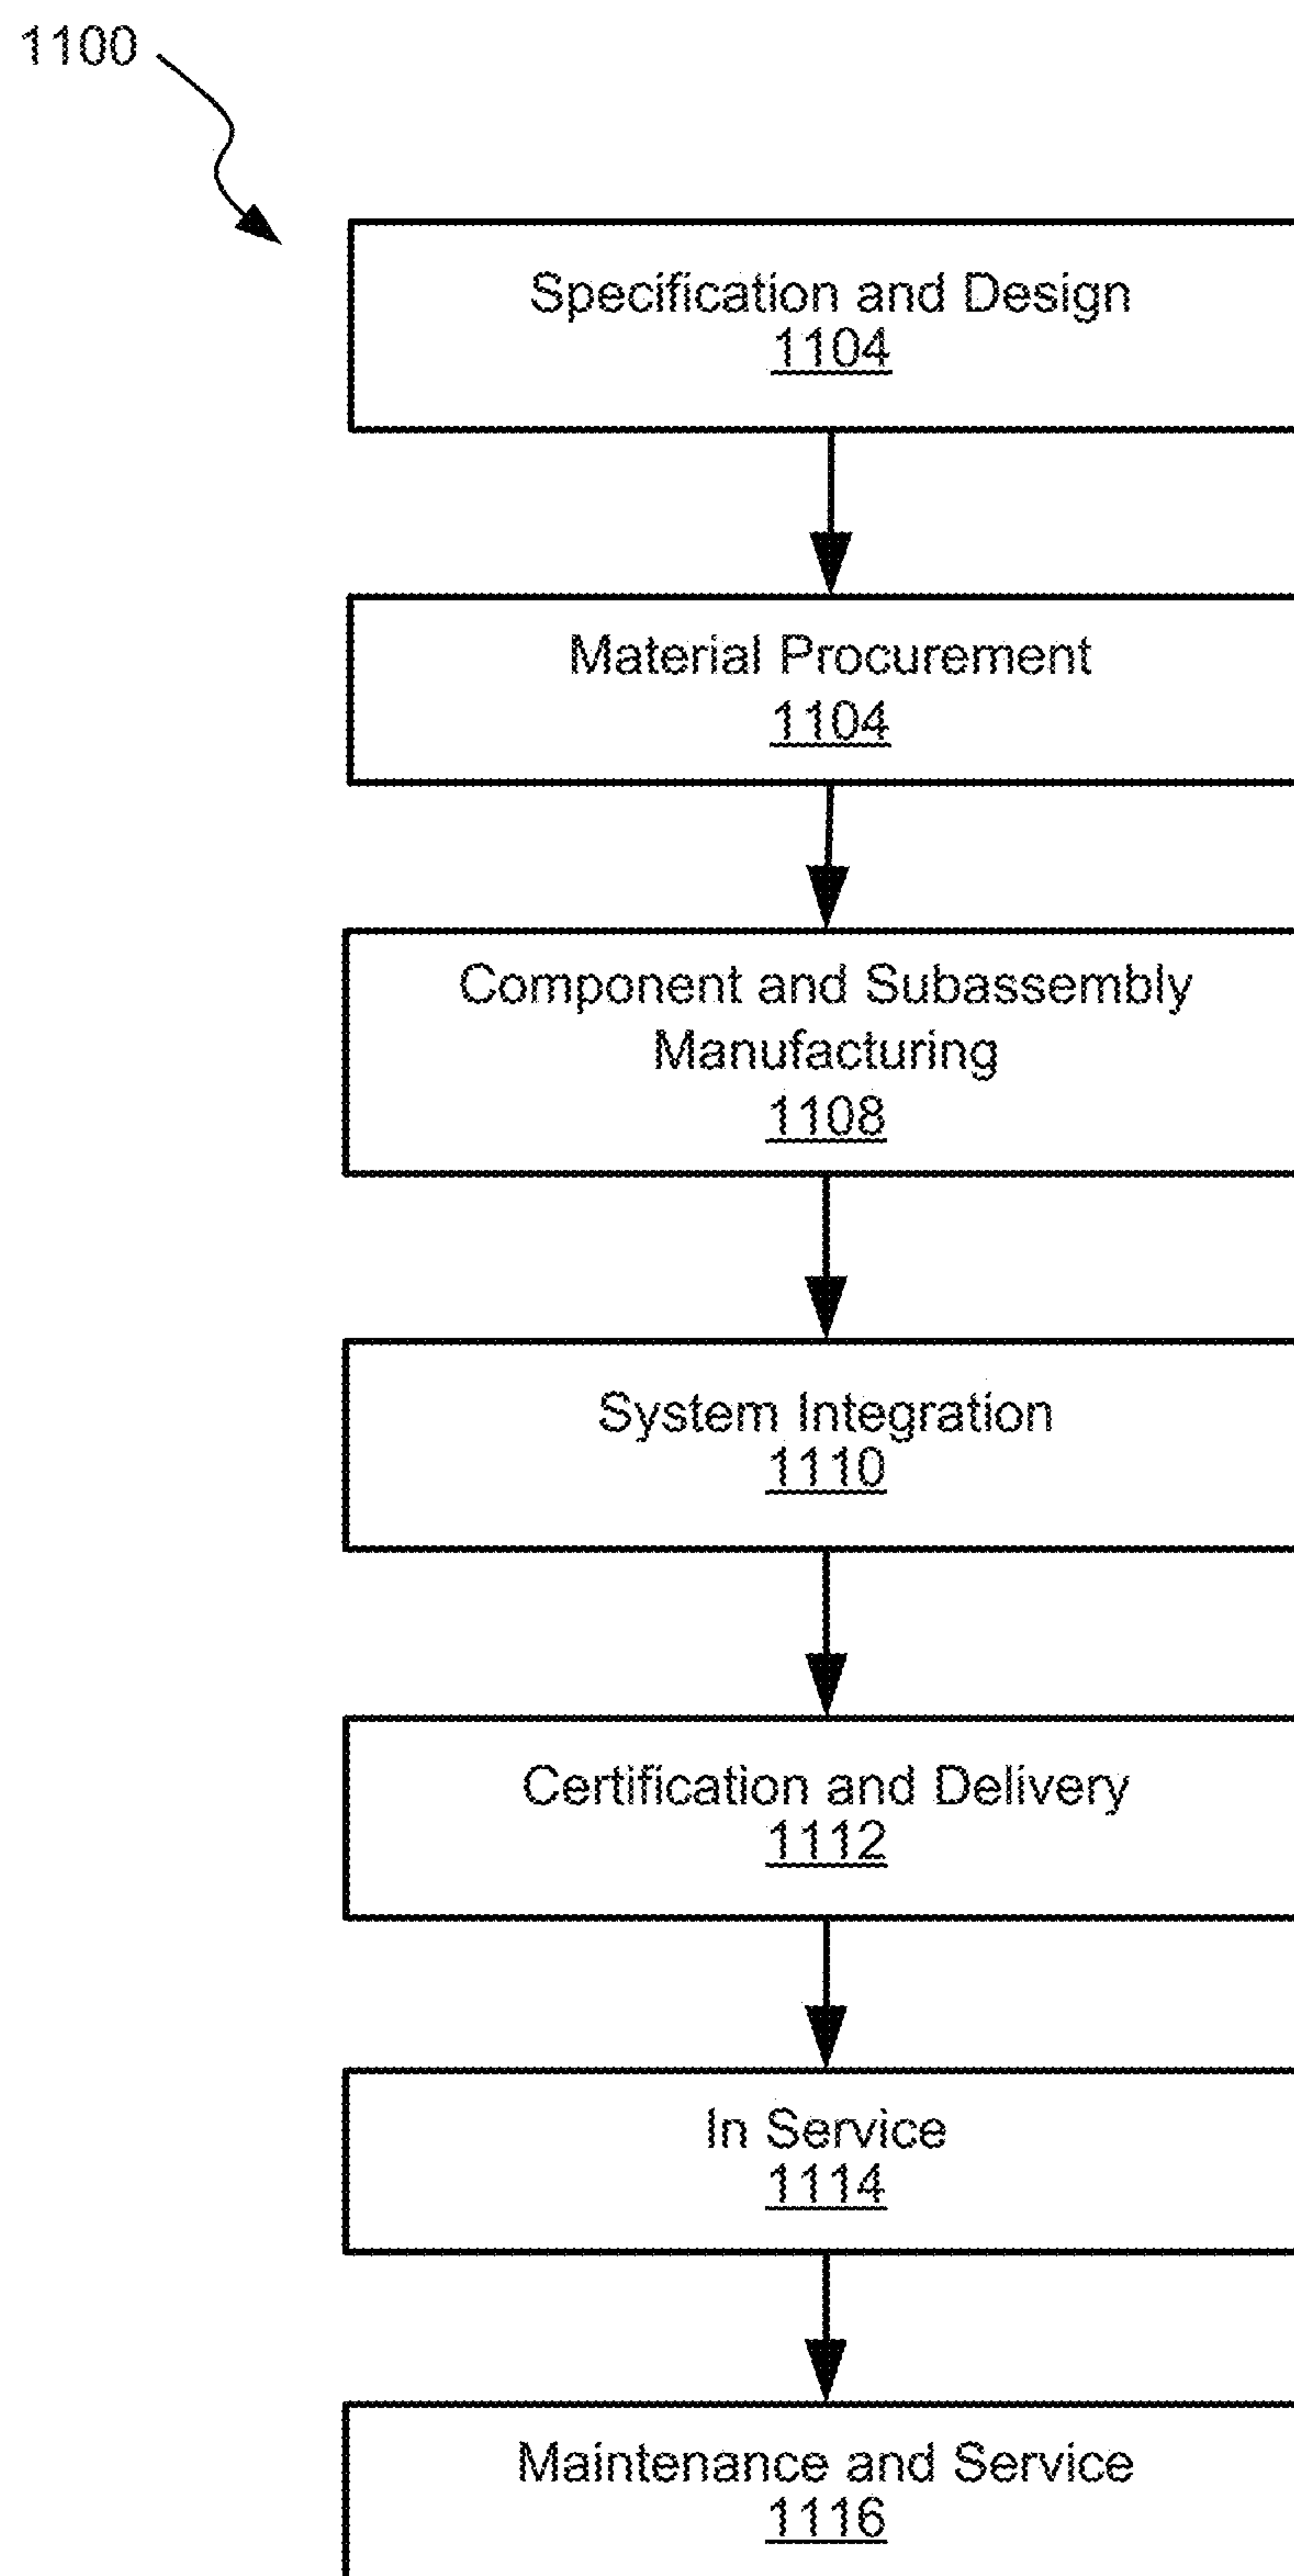 1100
Specification and Design
1104
Material Procurement
1104
Component and Subassembly
Manufacturing
1108
System Integration
1110
Certification and Delivery
1112
In Service
1114
Maintenance and Service
1116